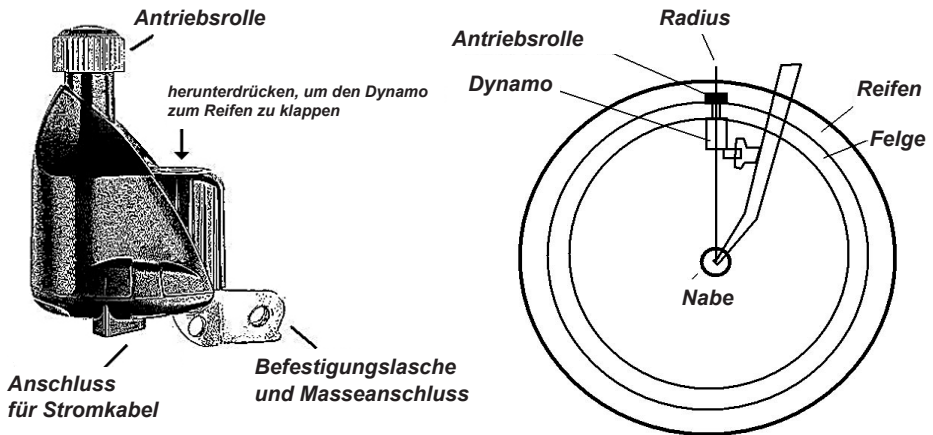 Antriebsrolle
herunterdrücken, um den Dynamo
zum Reifen zu klappen
Anschluss
für Stromkabel
Befestigungslasche
und Masseanschluss
Radius
Antriebsrolle
Dynamo
Reifen
Felge
Nabe